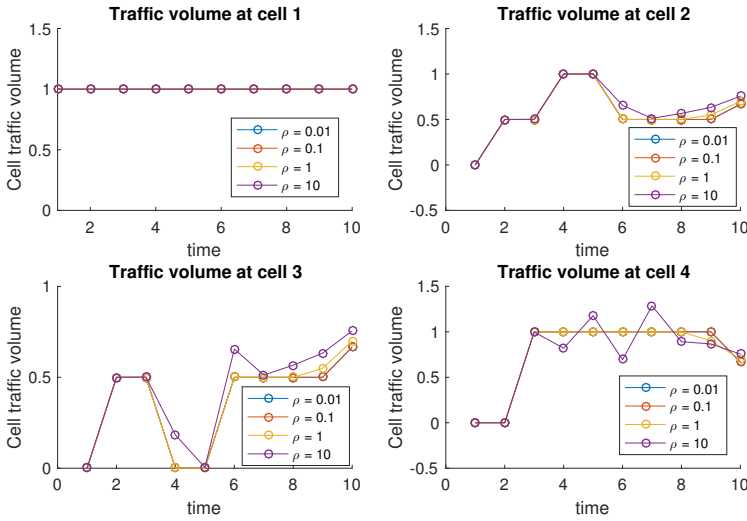 Traffic volume at cell 1
1.5
1
0.5
0
Cell traffic volume
2 4 6 8 10
time
ρ = 0.01
ρ = 0.1
ρ = 1
ρ = 10
Traffic volume at cell 2
1.5
1
0.5
0
-0.5
Cell traffic volume
0 2 4 6 8 10
time
ρ = 0.01
ρ = 0.1
ρ = 1
ρ = 10
Traffic volume at cell 3
1
0.5
0
Cell traffic volume
0 2 4 6 8 10
time
ρ = 0.01
ρ = 0.1
ρ = 1
ρ = 10
Traffic volume at cell 4
1.5
1
0.5
0
-0.5
Cell traffic volume
0 2 4 6 8 10
time
ρ = 0.01
ρ = 0.1
ρ = 1
ρ = 10